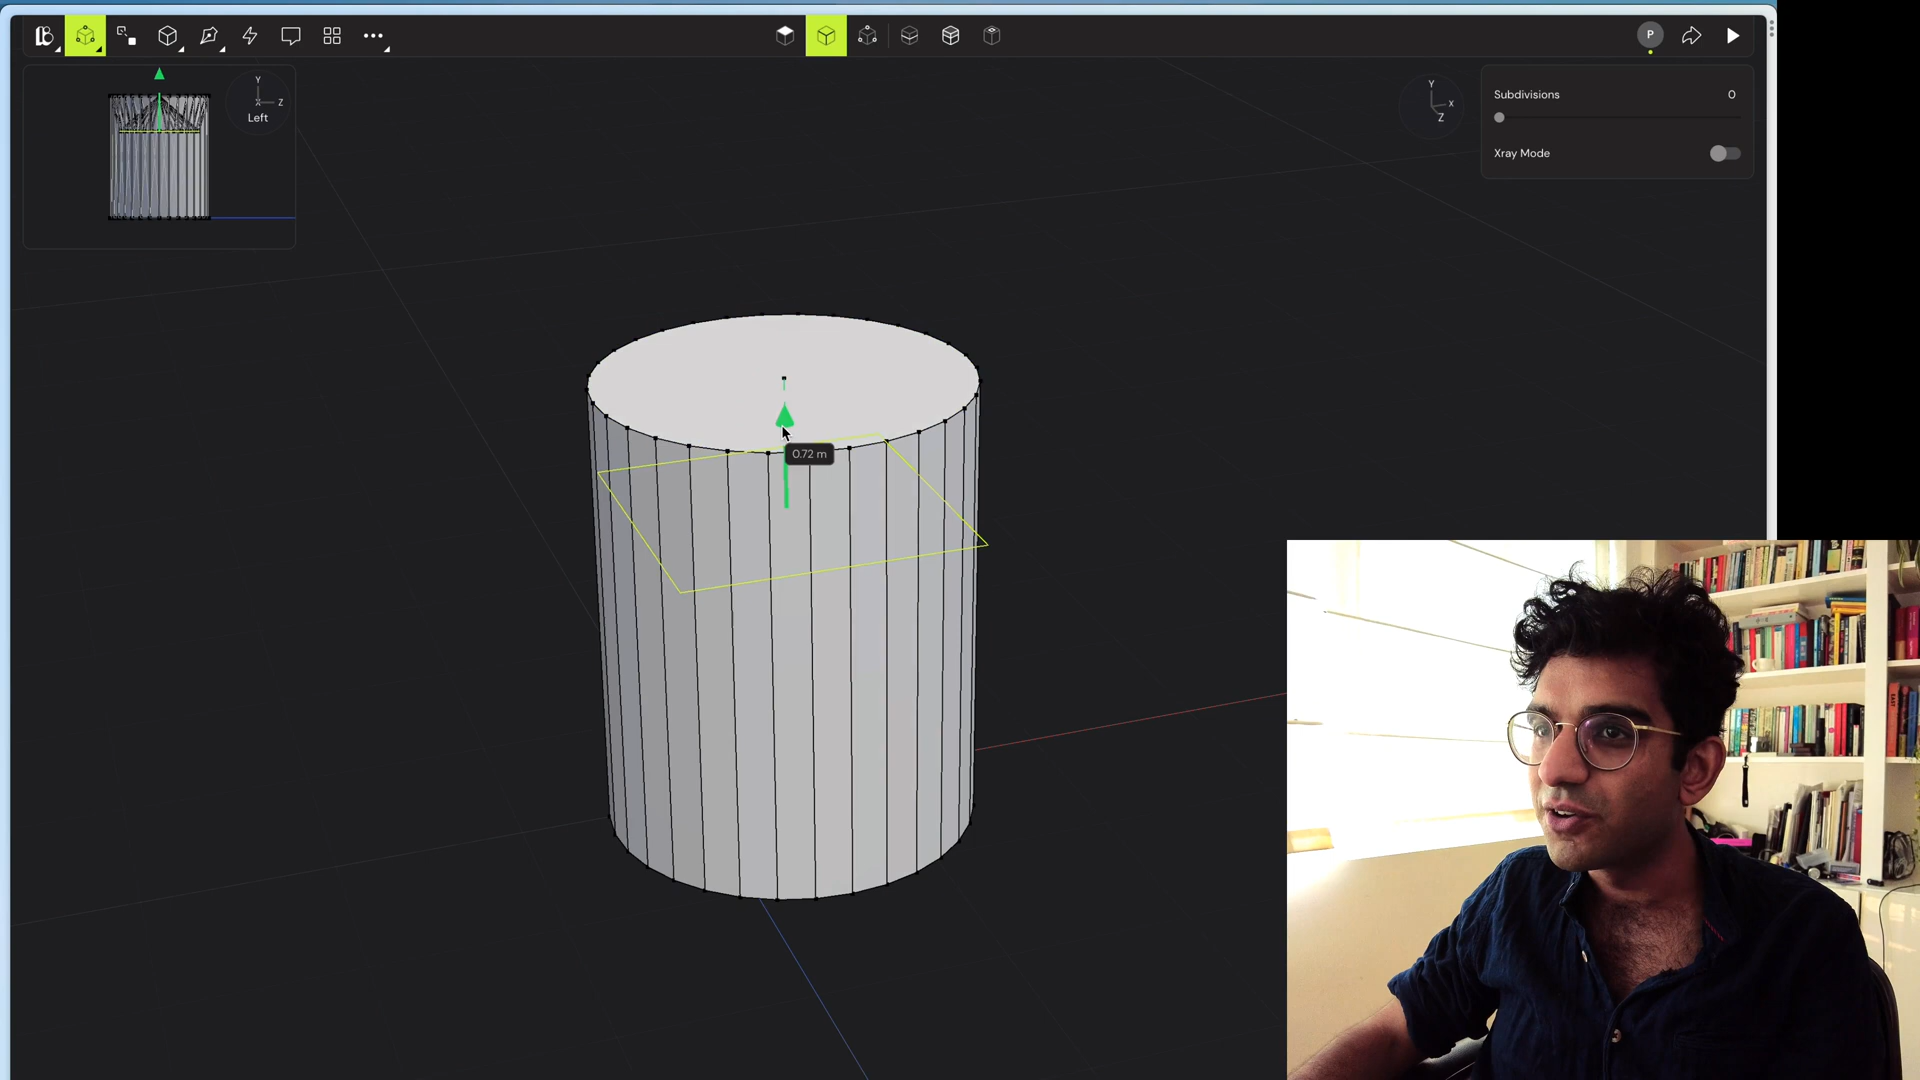 P
Y
X Z
Left
Y
X
Z
Subdivisions 0
Xray Mode
0.72 m